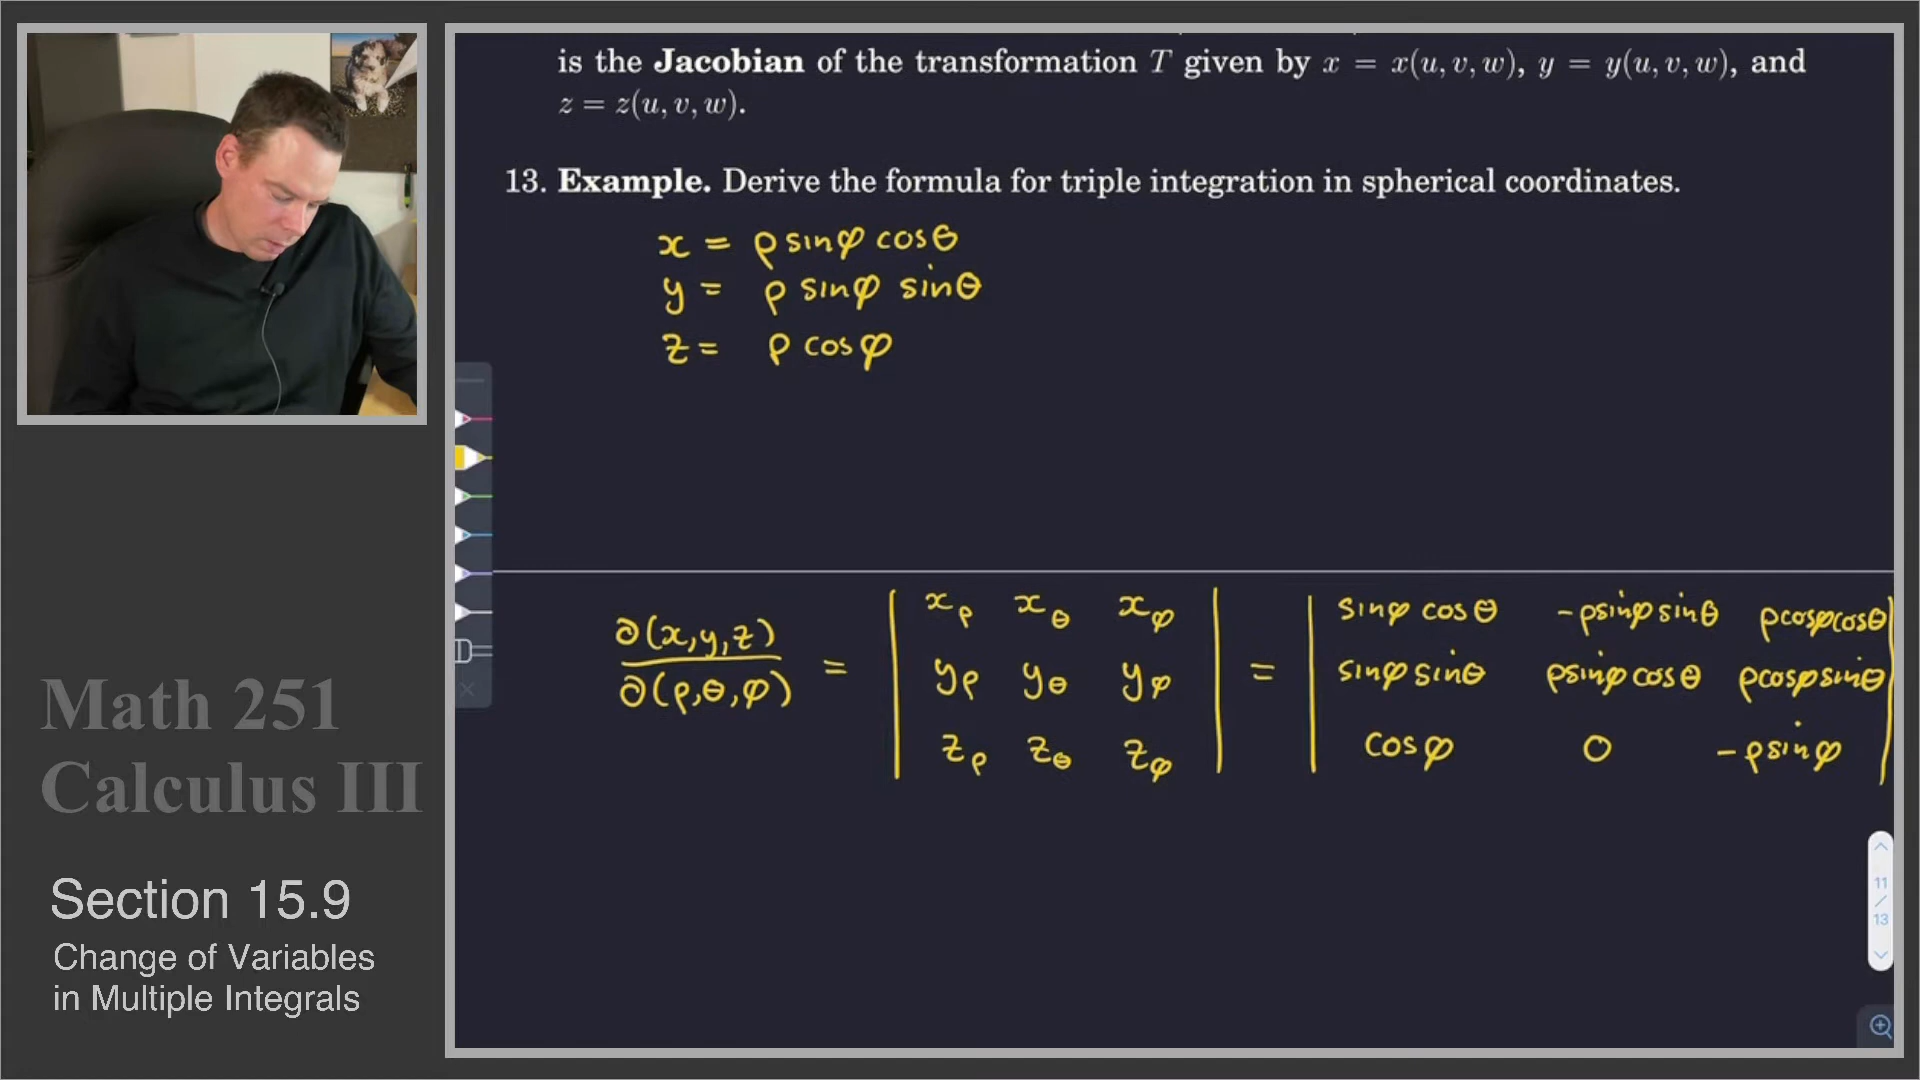 is the Jacobian of the transformation T given by x = x(u, v, w), y = y(u, v, w), and
z = z(u, v, w).
13. Example. Derive the formula for triple integration in spherical coordinates.
x = ρ sinφ cosθ
y = ρ sinφ sinθ
z = ρ cosφ
∂(x,y,z)/∂(ρ,θ,φ) = | x_ρ x_θ x_φ | = | sinφ cosθ -ρsinφ sinθ ρcosφcosθ |
| y_ρ y_θ y_φ | | sinφ sinθ ρsinφ cosθ ρcosφsinθ |
| z_ρ z_θ z_φ | | cosφ 0 -ρsinφ |
Math 251
Calculus III
Section 15.9
Change of Variables
in Multiple Integrals
11
/
13